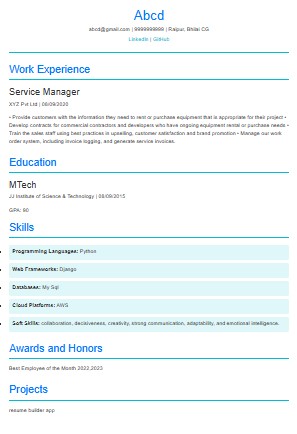 Abcd
abcd@gmail.com | 9999999999 | Raipur, Bhilai CG
LinkedIn | GitHub
Work Experience
Service Manager
XYZ Pvt Ltd | 08/09/2020
• Provide customers with the information they need to rent or purchase equipment that is appropriate for their project •
Develop contracts for commercial contractors and developers who have ongoing equipment rental or purchase needs •
Train the sales staff using best practices in upselling, customer satisfaction and brand promotion • Manage our work
order system, including invoice logging, and generate service invoices.
Education
MTech
JJ Institute of Science & Technology | 08/09/2015
GPA: 90
Skills
Programming Languages: Python
Web Frameworks: Django
Databases: My Sql
Cloud Platforms: AWS
Soft Skills: collaboration, decisiveness, creativity, strong communication, adaptability, and emotional intelligence.
Awards and Honors
Best Employee of the Month 2022,2023
Projects
resume builder app